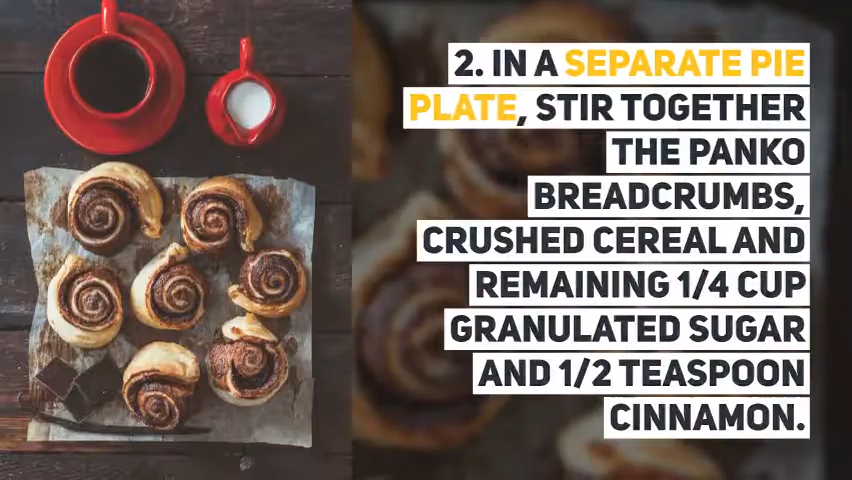 2. IN A SEPARATE PIE
PLATE, STIR TOGETHER
THE PANKO
BREADCRUMBS,
CRUSHED CEREAL AND
REMAINING 1/4 CUP
GRANULATED SUGAR
AND 1/2 TEASPOON
CINNAMON.